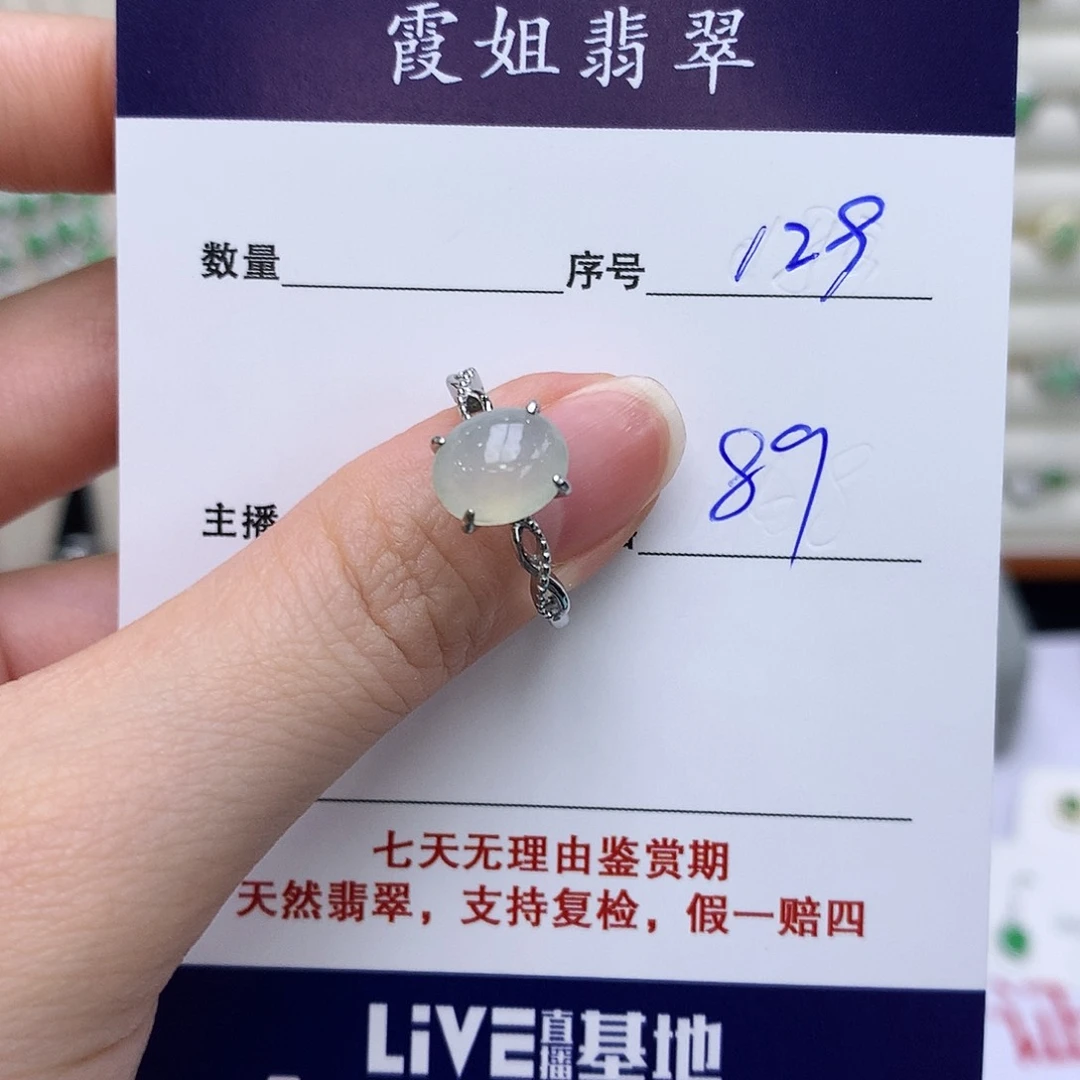 霞姐翡翠
数量 序号 129
主播 89
七天无理由鉴赏期
天然翡翠，支持复检，假一赔四
LiVE直播基地